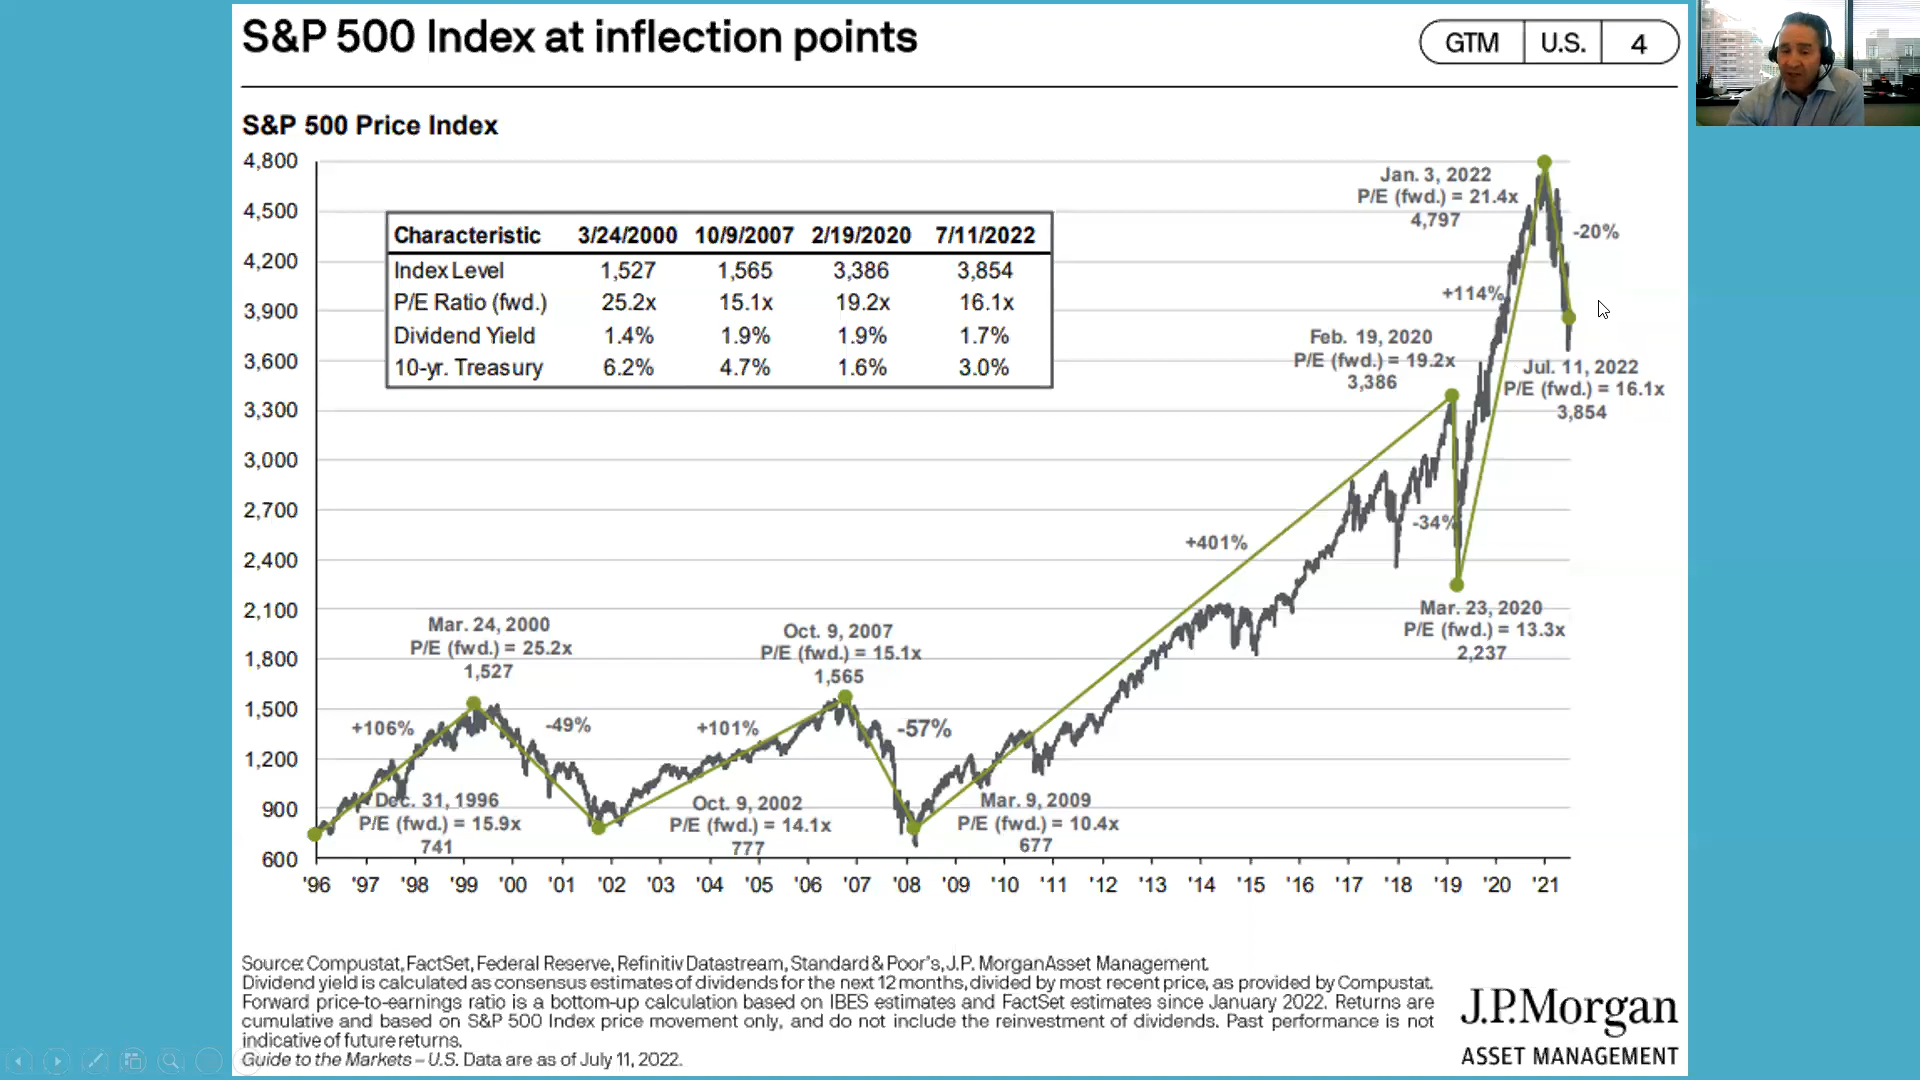 S&P 500 Index at inflection points
GTM U.S. 4
S&P 500 Price Index
4,800
4,500
4,200
3,900
3,600
3,300
3,000
2,700
2,400
2,100
1,800
1,500
1,200
900
600
Characteristic 3/24/2000 10/9/2007 2/19/2020 7/11/2022
Index Level 1,527 1,565 3,386 3,854
P/E Ratio (fwd.) 25.2x 15.1x 19.2x 16.1x
Dividend Yield 1.4% 1.9% 1.9% 1.7%
10-yr. Treasury 6.2% 4.7% 1.6% 3.0%
Jan. 3, 2022
P/E (fwd.) = 21.4x
4,797
-20%
+114%
Feb. 19, 2020
P/E (fwd.) = 19.2x
3,386
Jul. 11, 2022
P/E (fwd.) = 16.1x
3,854
-34%
+401%
Mar. 23, 2020
P/E (fwd.) = 13.3x
2,237
Mar. 24, 2000
P/E (fwd.) = 25.2x
1,527
Oct. 9, 2007
P/E (fwd.) = 15.1x
1,565
+106%
-49%
+101%
-57%
Dec. 31, 1996
P/E (fwd.) = 15.9x
741
Oct. 9, 2002
P/E (fwd.) = 14.1x
777
Mar. 9, 2009
P/E (fwd.) = 10.4x
677
'96 '97 '98 '99 '00 '01 '02 '03 '04 '05 '06 '07 '08 '09 '10 '11 '12 '13 '14 '15 '16 '17 '18 '19 '20 '21
Source: Compustat, FactSet, Federal Reserve, Refinitiv Datastream, Standard & Poor's, J.P. Morgan Asset Management.
Dividend yield is calculated as consensus estimates of dividends for the next 12 months, divided by most recent price, as provided by Compustat.
Forward price-to-earnings ratio is a bottom-up calculation based on IBES estimates and FactSet estimates since January 2022. Returns are
cumulative and based on S&P 500 Index price movement only, and do not include the reinvestment of dividends. Past performance is not
indicative of future returns.
Guide to the Markets – U.S. Data are as of July 11, 2022.
J.P.Morgan
ASSET MANAGEMENT